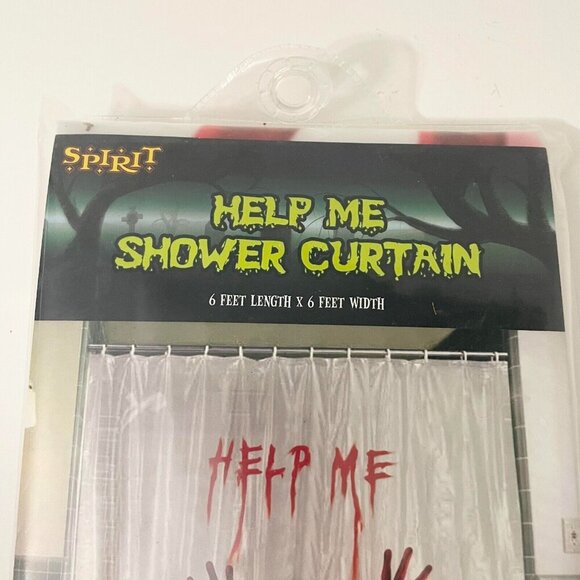 SPIRIT
HELP ME
SHOWER CURTAIN
6 FEET LENGTH X 6 FEET WIDTH
HELP ME